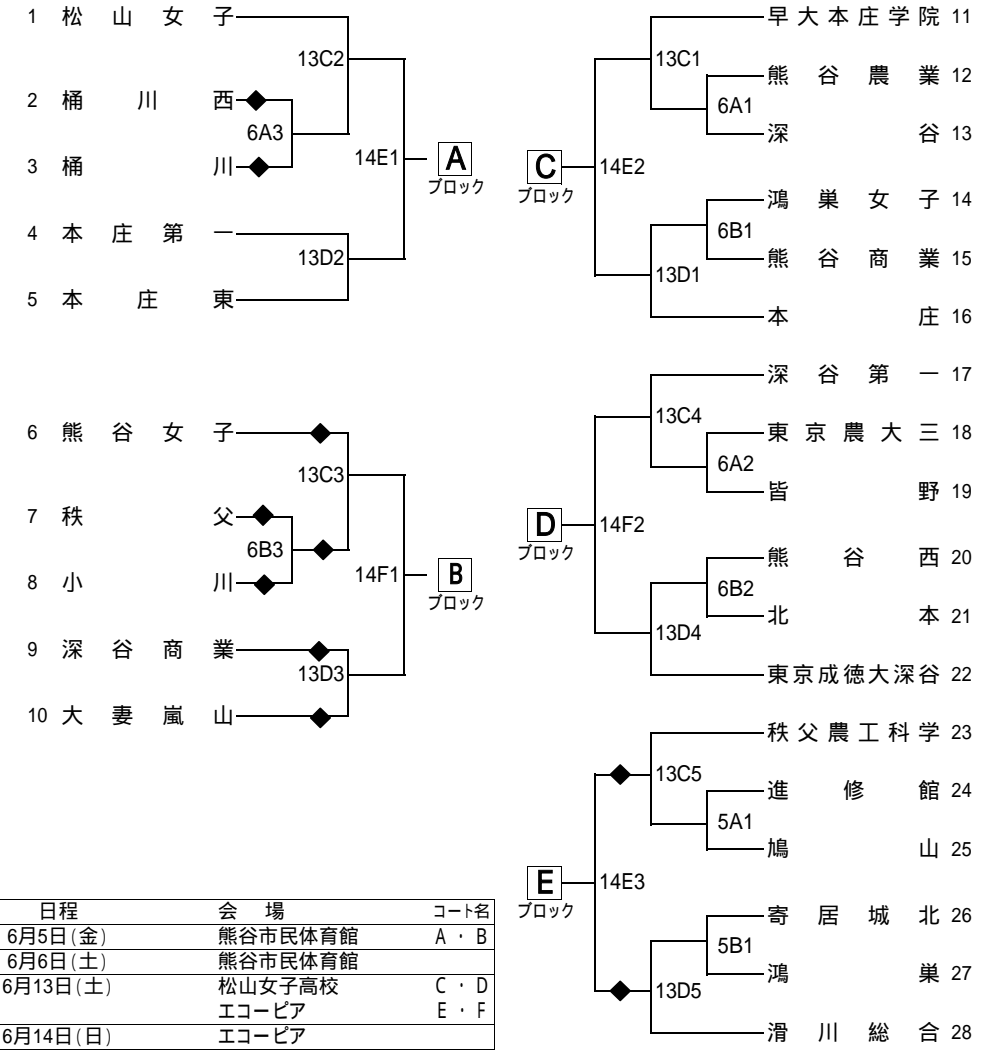 1 松山女子
13C2
2 桶川西
6A3
3 桶川
14E1
A
ブロック
4 本庄第一
13D2
5 本庄東
6 熊谷女子
13C3
7 秩父
6B3
8 小川
14F1
B
ブロック
9 深谷商業
13D3
10 大妻嵐山
早大本庄学院 11
13C1
熊谷農業 12
6A1
深谷 13
C
ブロック
14E2
鴻巣女子 14
6B1
熊谷商業 15
13D1
本庄 16
深谷第一 17
13C4
東京農大三 18
6A2
皆野 19
D
ブロック
14F2
熊谷西 20
6B2
北本 21
13D4
東京成徳大深谷 22
秩父農工科学 23
13C5
進修館 24
5A1
鳩山 25
E
ブロック
14E3
寄居城北 26
5B1
鴻巣 27
13D5
滑川総合 28
日程 会場 コート名
6月5日(金) 熊谷市民体育館 A・B
6月6日(土) 熊谷市民体育館
6月13日(土) 松山女子高校 C・D
エコーピア E・F
6月14日(日) エコーピア